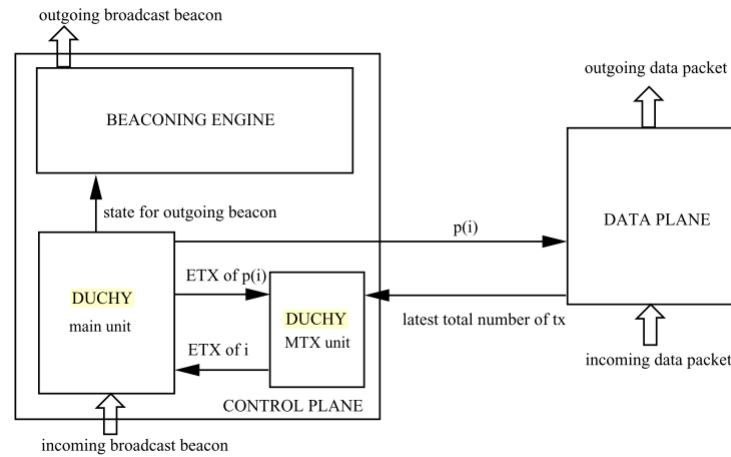 outgoing broadcast beacon
outgoing data packet
BEACONING ENGINE
state for outgoing beacon
p(i)
DATA PLANE
ETX of p(i)
DUCHY
main unit
DUCHY
MTX unit
latest total number of tx
ETX of i
incoming data packet
CONTROL PLANE
incoming broadcast beacon